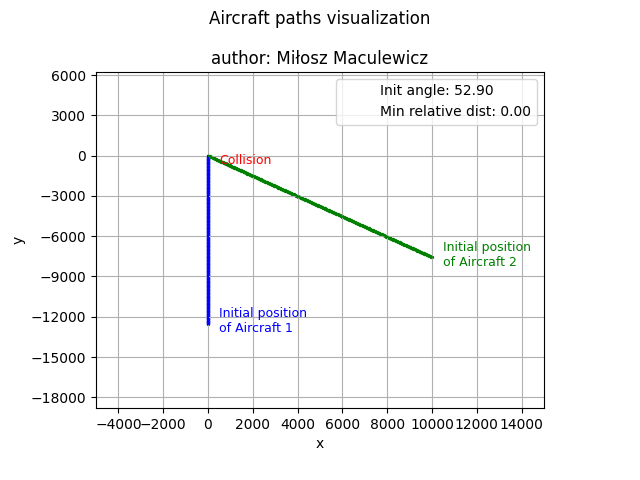 Aircraft paths visualization
author: Miłosz Maculewicz
Init angle: 52.90
Min relative dist: 0.00
6000
3000
0
−3000
−6000
−9000
−12000
−15000
−18000
y
Collision
Initial position
of Aircraft 2
Initial position
of Aircraft 1
−4000 −2000 0 2000 4000 6000 8000 10000 12000 14000
x